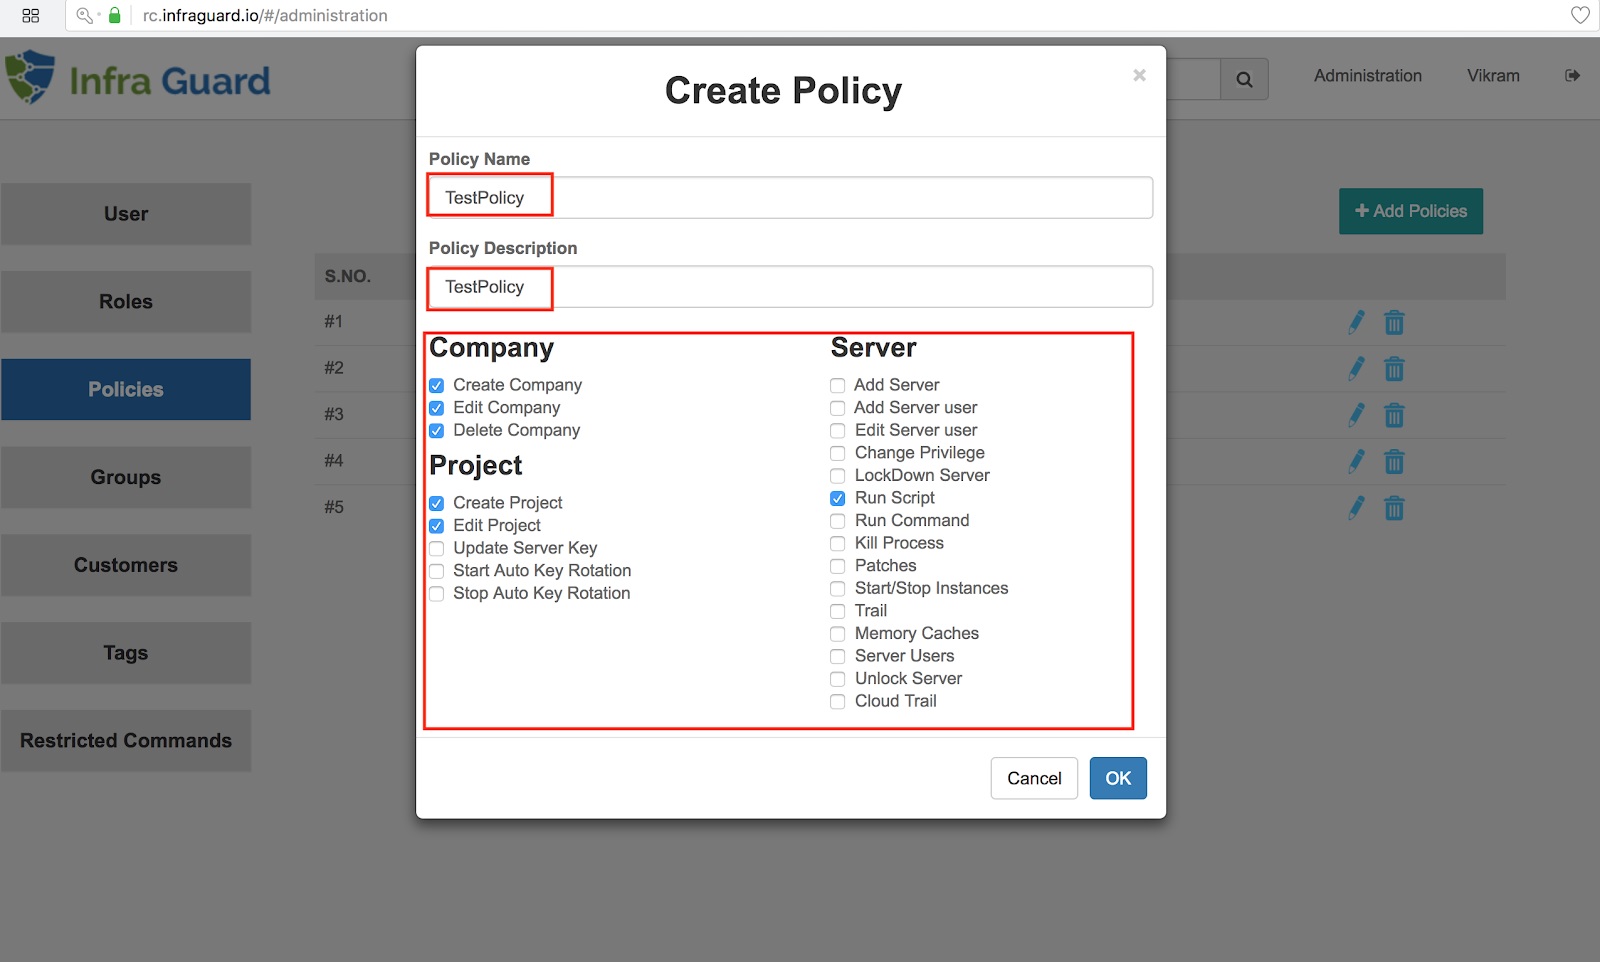 rc.infraguard.io/#/administration
Infra Guard
Administration
Vikram
User
Roles
Policies
Groups
Customers
Tags
Restricted Commands
+ Add Policies
S.NO.
#1
#2
#3
#4
#5
Create Policy
×
Policy Name
TestPolicy
Policy Description
TestPolicy
Company
Create Company
Edit Company
Delete Company
Project
Create Project
Edit Project
Update Server Key
Start Auto Key Rotation
Stop Auto Key Rotation
Server
Add Server
Add Server user
Edit Server user
Change Privilege
LockDown Server
Run Script
Run Command
Kill Process
Patches
Start/Stop Instances
Trail
Memory Caches
Server Users
Unlock Server
Cloud Trail
Cancel
OK